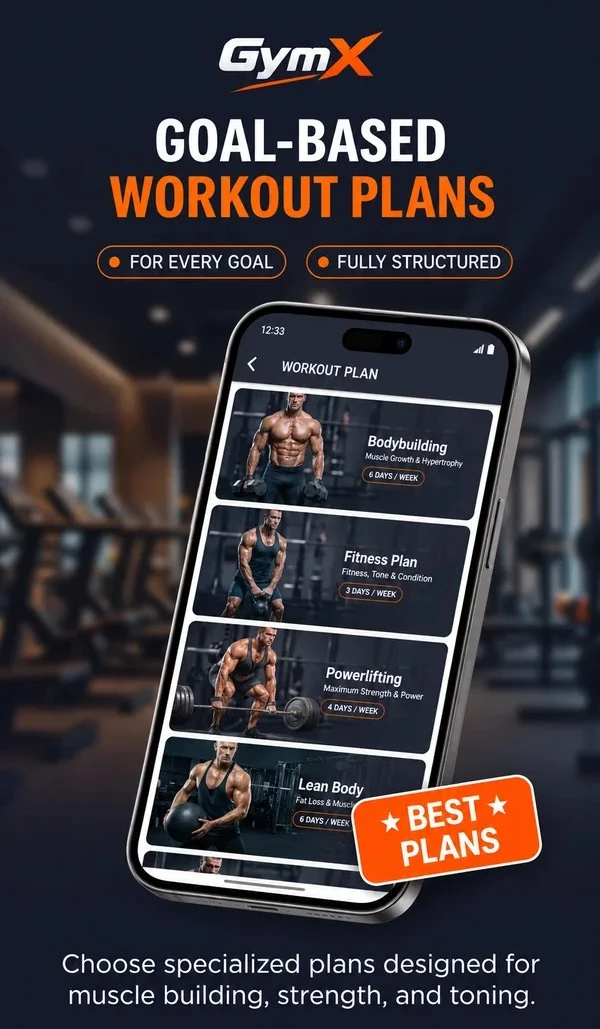 GymX
GOAL-BASED
WORKOUT PLANS
FOR EVERY GOAL
FULLY STRUCTURED
12:33
WORKOUT PLAN
Bodybuilding
Muscle Growth & Hypertrophy
6 DAYS / WEEK
Fitness Plan
Fitness, Tone & Condition
3 DAYS / WEEK
Powerlifting
Maximum Strength & Power
4 DAYS / WEEK
Lean Body
Fat Loss & Muscle
6 DAYS / WEEK
BEST
PLANS
Choose specialized plans designed for
muscle building, strength, and toning.